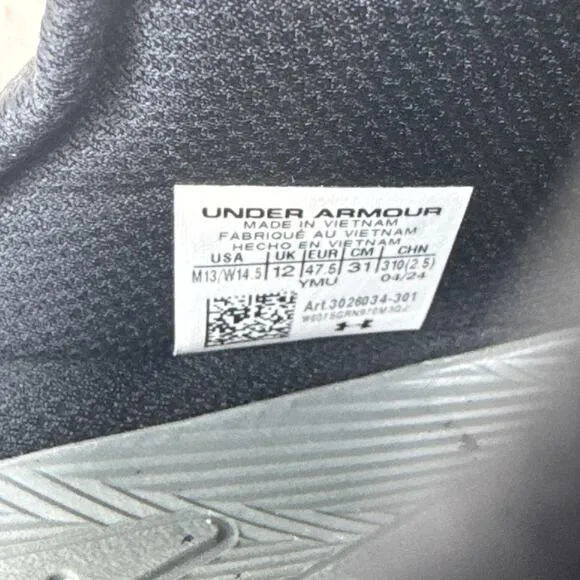 UNDER ARMOUR
MADE IN VIETNAM
FABRIQUÉ AU VIETNAM
HECHO EN VIETNAM
USA UK EUR CM CHN
M13/W14.5 12 47.5 31 310(2.5)
YMU 04/24
Art.3026034-301